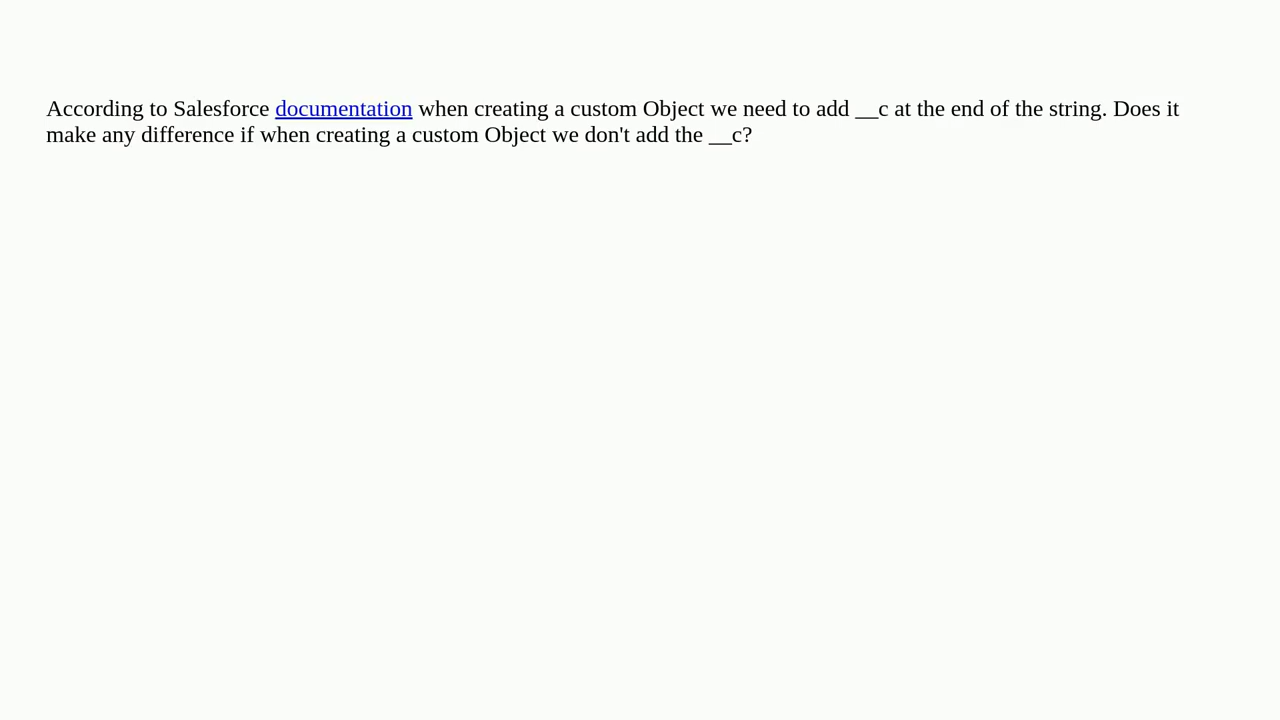 According to Salesforce documentation when creating a custom Object we need to add __c at the end of the string. Does it
make any difference if when creating a custom Object we don't add the __c?